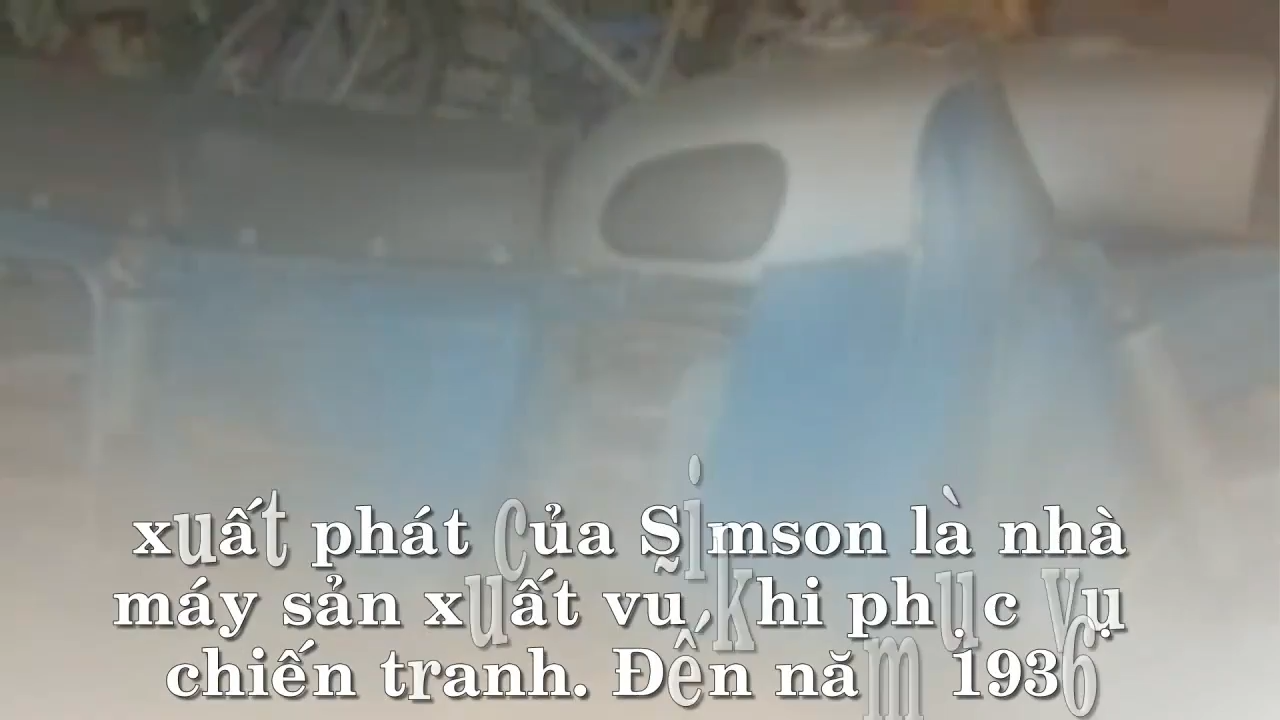 xuất phát của Simson là nhà
máy sản xuất vũ khí phục vụ
chiến tranh. Đến năm 1936